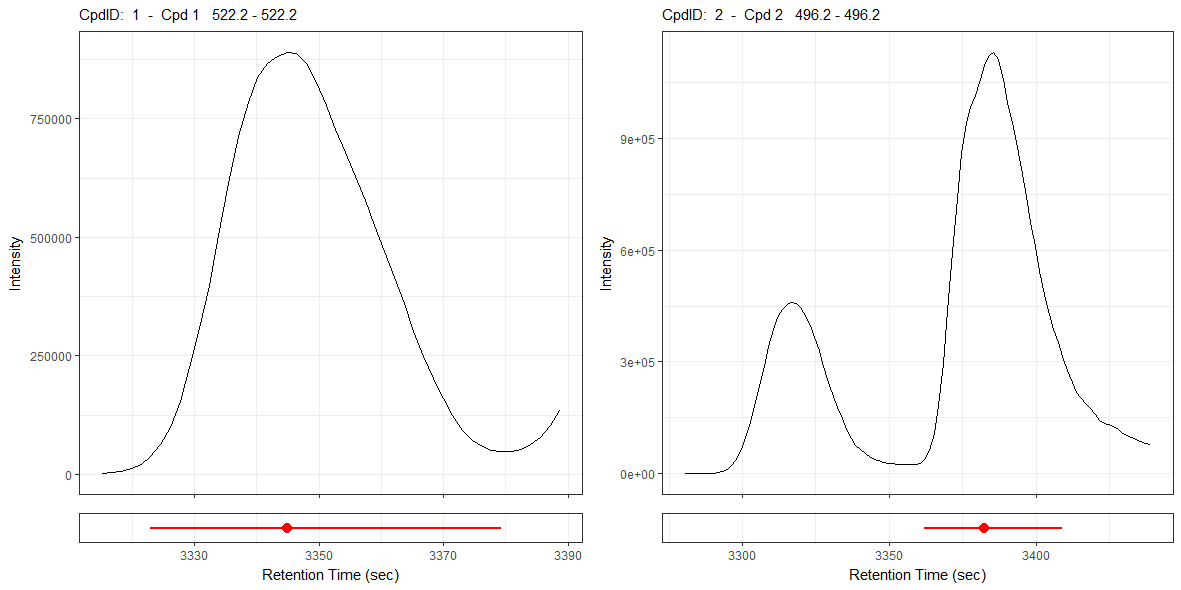 CpdID:  1  -  Cpd 1   522.2 - 522.2
Intensity
750000
500000
250000
0
3330
3350
3370
3390
Retention Time (sec)
CpdID:  2  -  Cpd 2   496.2 - 496.2
Intensity
9e+05
6e+05
3e+05
0e+00
3300
3350
3400
Retention Time (sec)